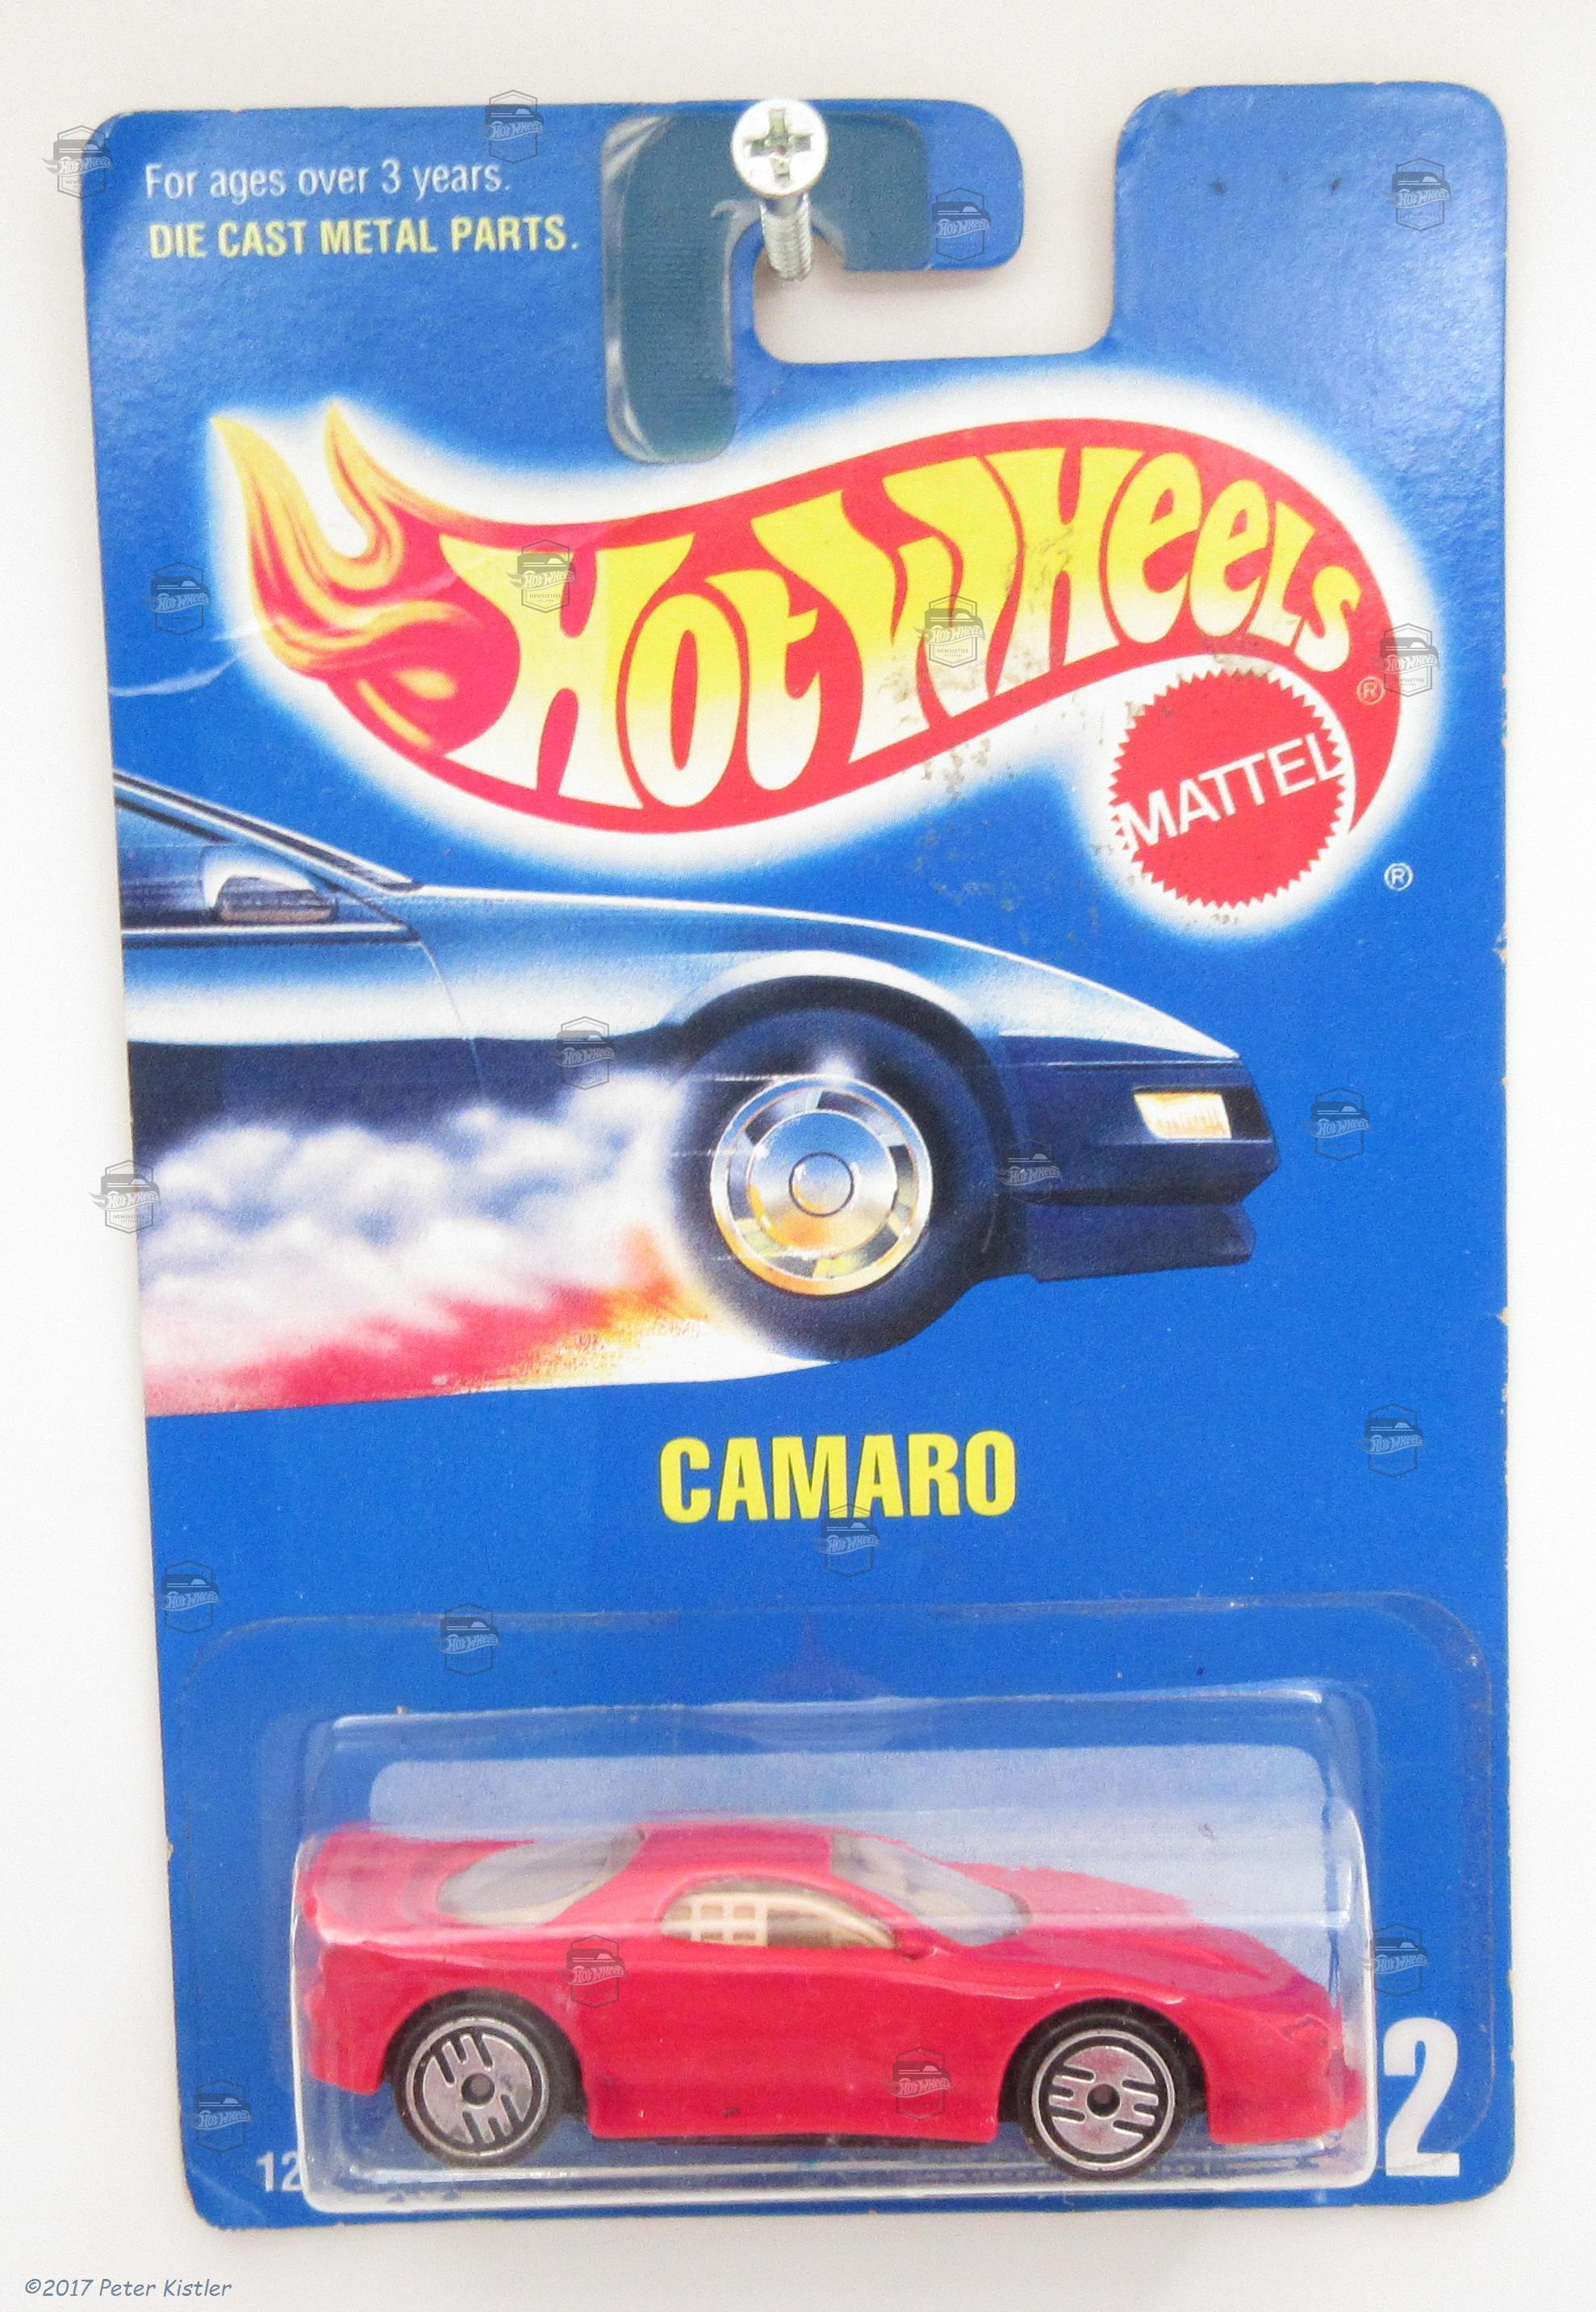 For ages over 3 years.
DIE CAST METAL PARTS.
Hot Wheels®
MATTEL
®
CAMARO
2
12
©2017 Peter Kistler